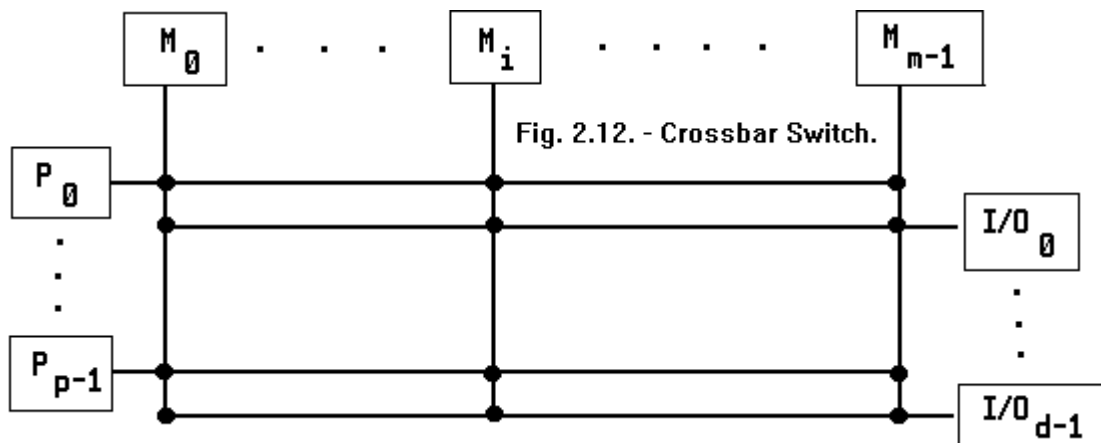 M0 . . . Mi . . . . Mm-1
Fig. 2.12. - Crossbar Switch.
P0
I/O0
Pp-1
I/Od-1